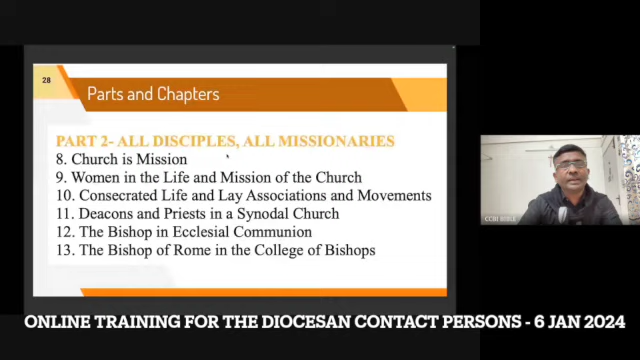 28
Parts and Chapters
PART 2- ALL DISCIPLES, ALL MISSIONARIES
8. Church is Mission
9. Women in the Life and Mission of the Church
10. Consecrated Life and Lay Associations and Movements
11. Deacons and Priests in a Synodal Church
12. The Bishop in Ecclesial Communion
13. The Bishop of Rome in the College of Bishops
CCBI BIBLE
ONLINE TRAINING FOR THE DIOCESAN CONTACT PERSONS - 6 JAN 2024